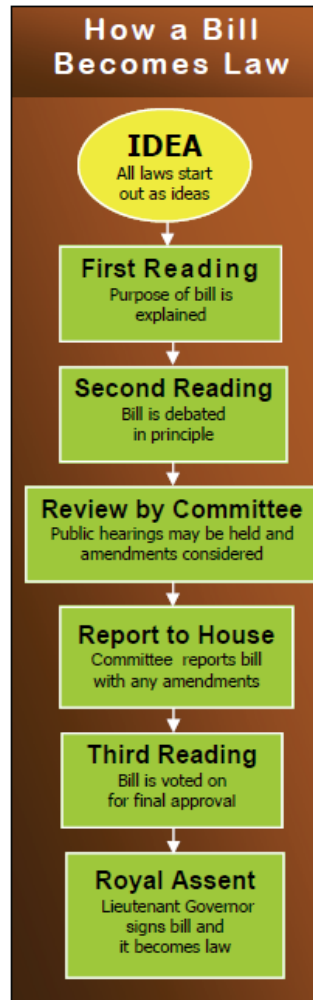 How a Bill
Becomes Law
IDEA
All laws start
out as ideas
First Reading
Purpose of bill is
explained
Second Reading
Bill is debated
in principle
Review by Committee
Public hearings may be held and
amendments considered
Report to House
Committee reports bill
with any amendments
Third Reading
Bill is voted on
for final approval
Royal Assent
Lieutenant Governor
signs bill and
it becomes law